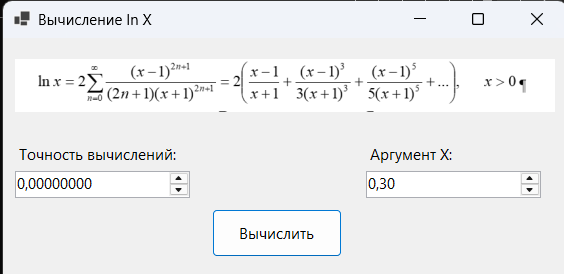 Вычисление ln X
ln x = 2 ∞ ∑ n=0 (x−1)^{2n+1} / (2n+1)(x+1)^{2n+1} = 2( (x−1)/(x+1) + (x−1)^3 / 3(x+1)^3 + (x−1)^5 / 5(x+1)^5 + ... ), x > 0 ¶
Точность вычислений: Аргумент X:
0,00000000 0,30
Вычислить